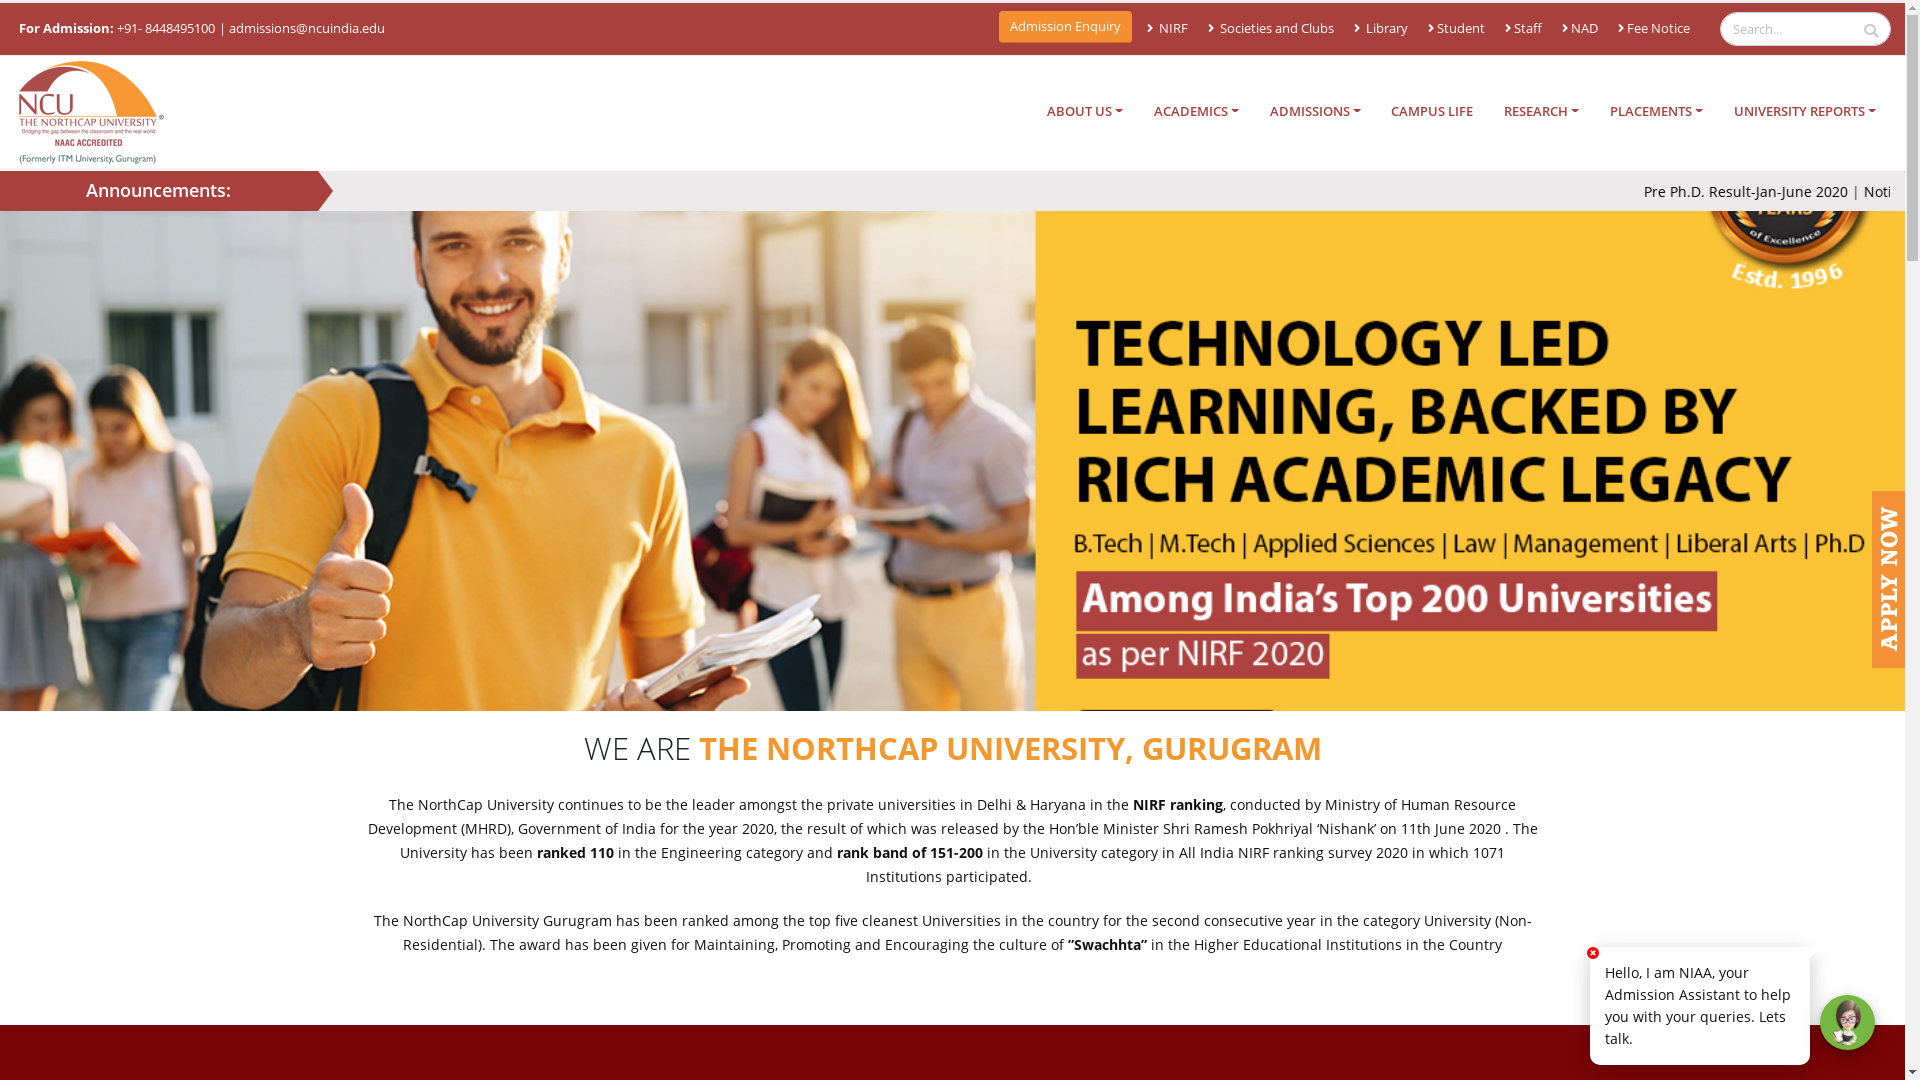 For Admission: +91- 8448495100 | admissions@ncuindia.edu
Admission Enquiry
NIRF
Societies and Clubs
Library
Student
Staff
NAD
Fee Notice
Search...
NCU
THE NORTHCAP UNIVERSITY®
Bridging the gap between the classroom and the real world
NAAC ACCREDITED
(Formerly ITM University, Gurugram)
ABOUT US
ACADEMICS
ADMISSIONS
CAMPUS LIFE
RESEARCH
PLACEMENTS
UNIVERSITY REPORTS
Announcements:
Pre Ph.D. Result-Jan-June 2020 | Noti
of Excellence
Estd. 1996
TECHNOLOGY LED
LEARNING, BACKED BY
RICH ACADEMIC LEGACY
B.Tech | M.Tech | Applied Sciences | Law | Management | Liberal Arts | Ph.D
Among India's Top 200 Universities
as per NIRF 2020
APPLY NOW
WE ARE THE NORTHCAP UNIVERSITY, GURUGRAM
The NorthCap University continues to be the leader amongst the private universities in Delhi & Haryana in the NIRF ranking, conducted by Ministry of Human Resource
Development (MHRD), Government of India for the year 2020, the result of which was released by the Hon’ble Minister Shri Ramesh Pokhriyal ‘Nishank’ on 11th June 2020 . The
University has been ranked 110 in the Engineering category and rank band of 151-200 in the University category in All India NIRF ranking survey 2020 in which 1071
Institutions participated.
The NorthCap University Gurugram has been ranked among the top five cleanest Universities in the country for the second consecutive year in the category University (Non-
Residential). The award has been given for Maintaining, Promoting and Encouraging the culture of “Swachhta” in the Higher Educational Institutions in the Country
Hello, I am NIAA, your
Admission Assistant to help
you with your queries. Lets
talk.